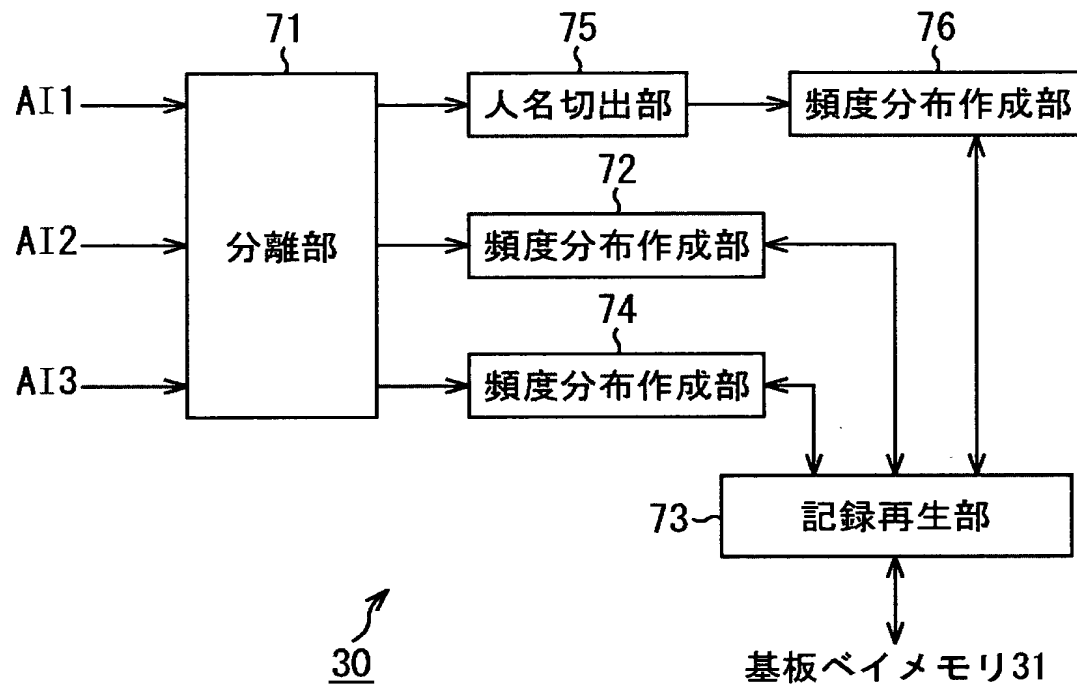 71
75
76
AI1
人名切出部
頻度分布作成部
72
AI2
分離部
頻度分布作成部
74
AI3
頻度分布作成部
73
記録再生部
30
基板ベイメモリ31